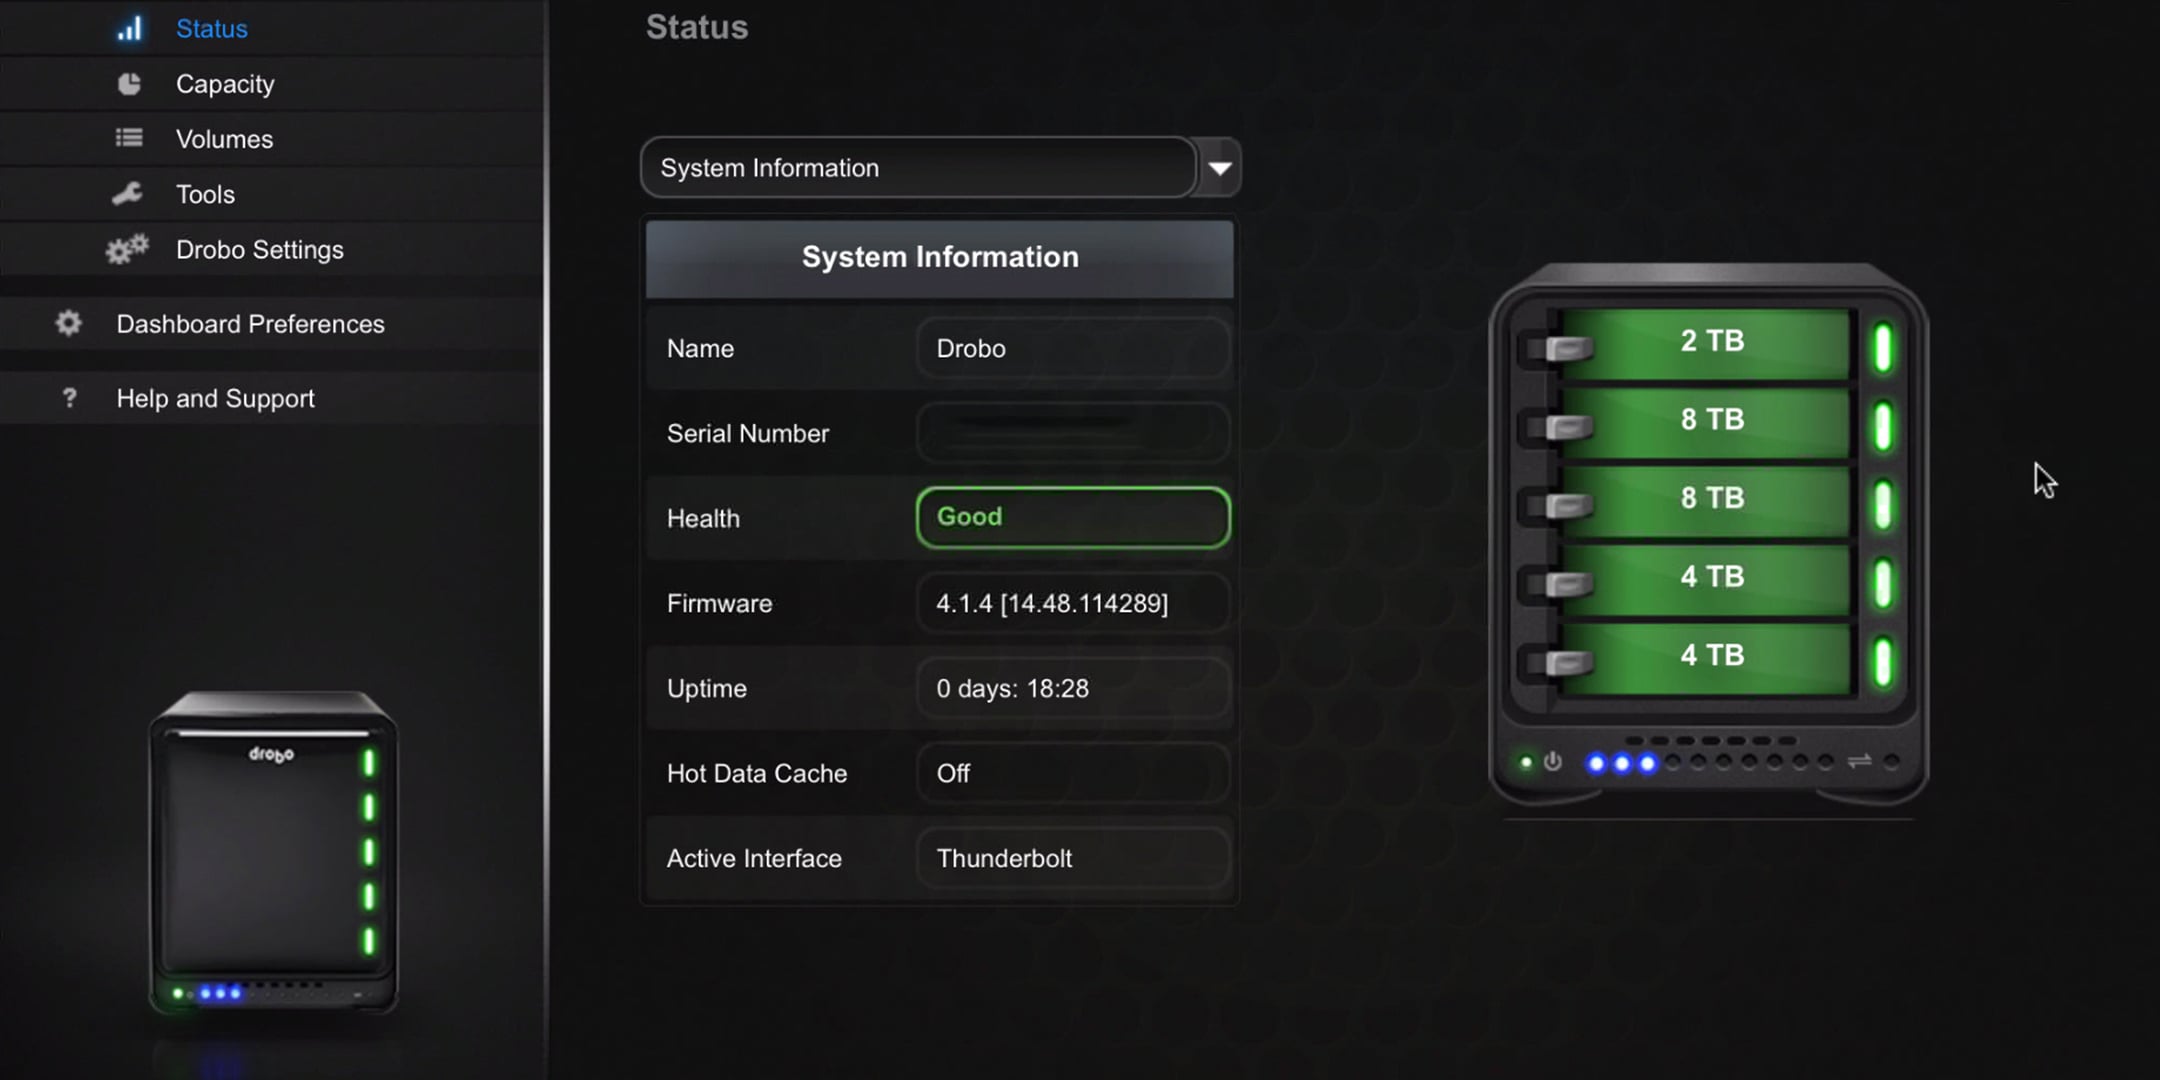 Status
Capacity
Volumes
Tools
Drobo Settings
Dashboard Preferences
? Help and Support
drobo
Status
System Information
System Information
Name Drobo
Serial Number
Health Good
Firmware 4.1.4 [14.48.114289]
Uptime 0 days: 18:28
Hot Data Cache Off
Active Interface Thunderbolt
2 TB
8 TB
8 TB
4 TB
4 TB